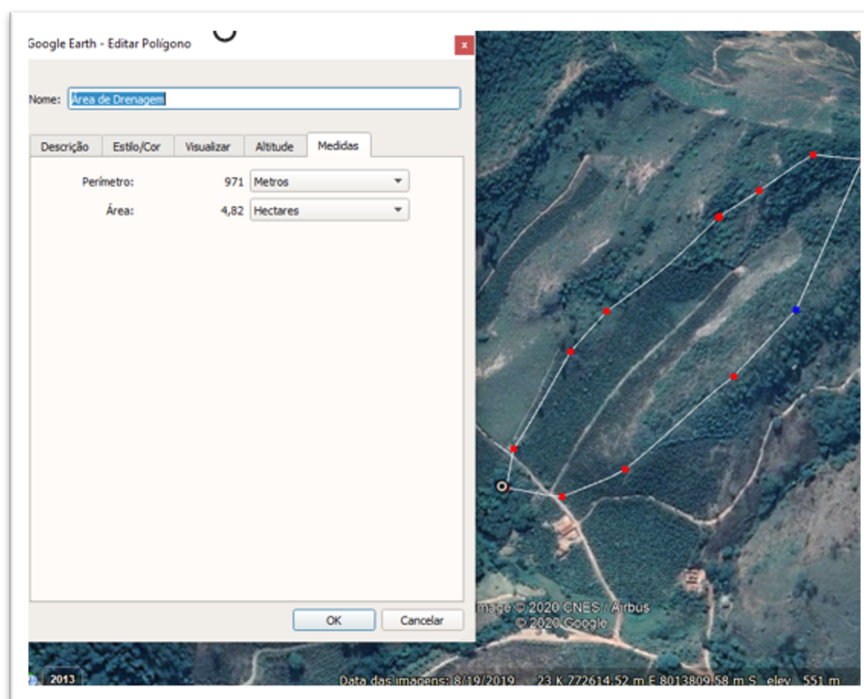 Google Earth - Editar Polígono
x
Nome: Área de Drenagem
Descrição Estilo/Cor Visualizar Altitude Medidas
Perímetro: 971 Metros
Área: 4,82 Hectares
OK Cancelar
Image © 2020 CNES / Airbus
© 2020 Google
2013 Data das imagens: 8/19/2019 23 K 772614.52 m E 8013809.58 m S elev 551 m